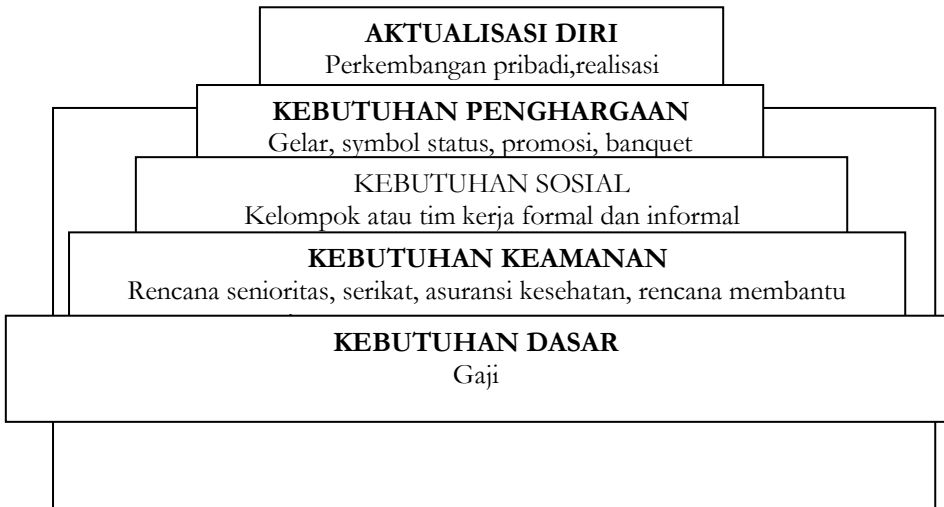 AKTUALISASI DIRI
Perkembangan pribadi,realisasi
KEBUTUHAN PENGHARGAAN
Gelar, symbol status, promosi, banquet
KEBUTUHAN SOSIAL
Kelompok atau tim kerja formal dan informal
KEBUTUHAN KEAMANAN
Rencana senioritas, serikat, asuransi kesehatan, rencana membantu
KEBUTUHAN DASAR
Gaji